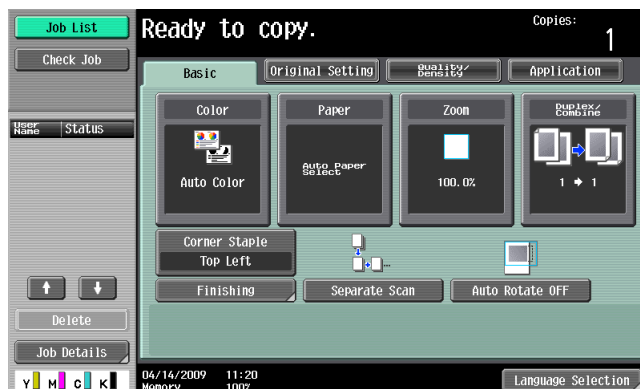 Job List
Ready to copy.
Copies:
1
Check Job
Basic
Original Setting
Quality/
Density
Application
User
Name
Status
Color
Paper
Zoom
Duplex/
Combine
Auto Color
Auto Paper
Select
100.0%
1 → 1
Corner Staple
Top Left
Finishing
Separate Scan
Auto Rotate OFF
Delete
Job Details
Y M C K
04/14/2009 11:20
Memory 100%
Language Selection